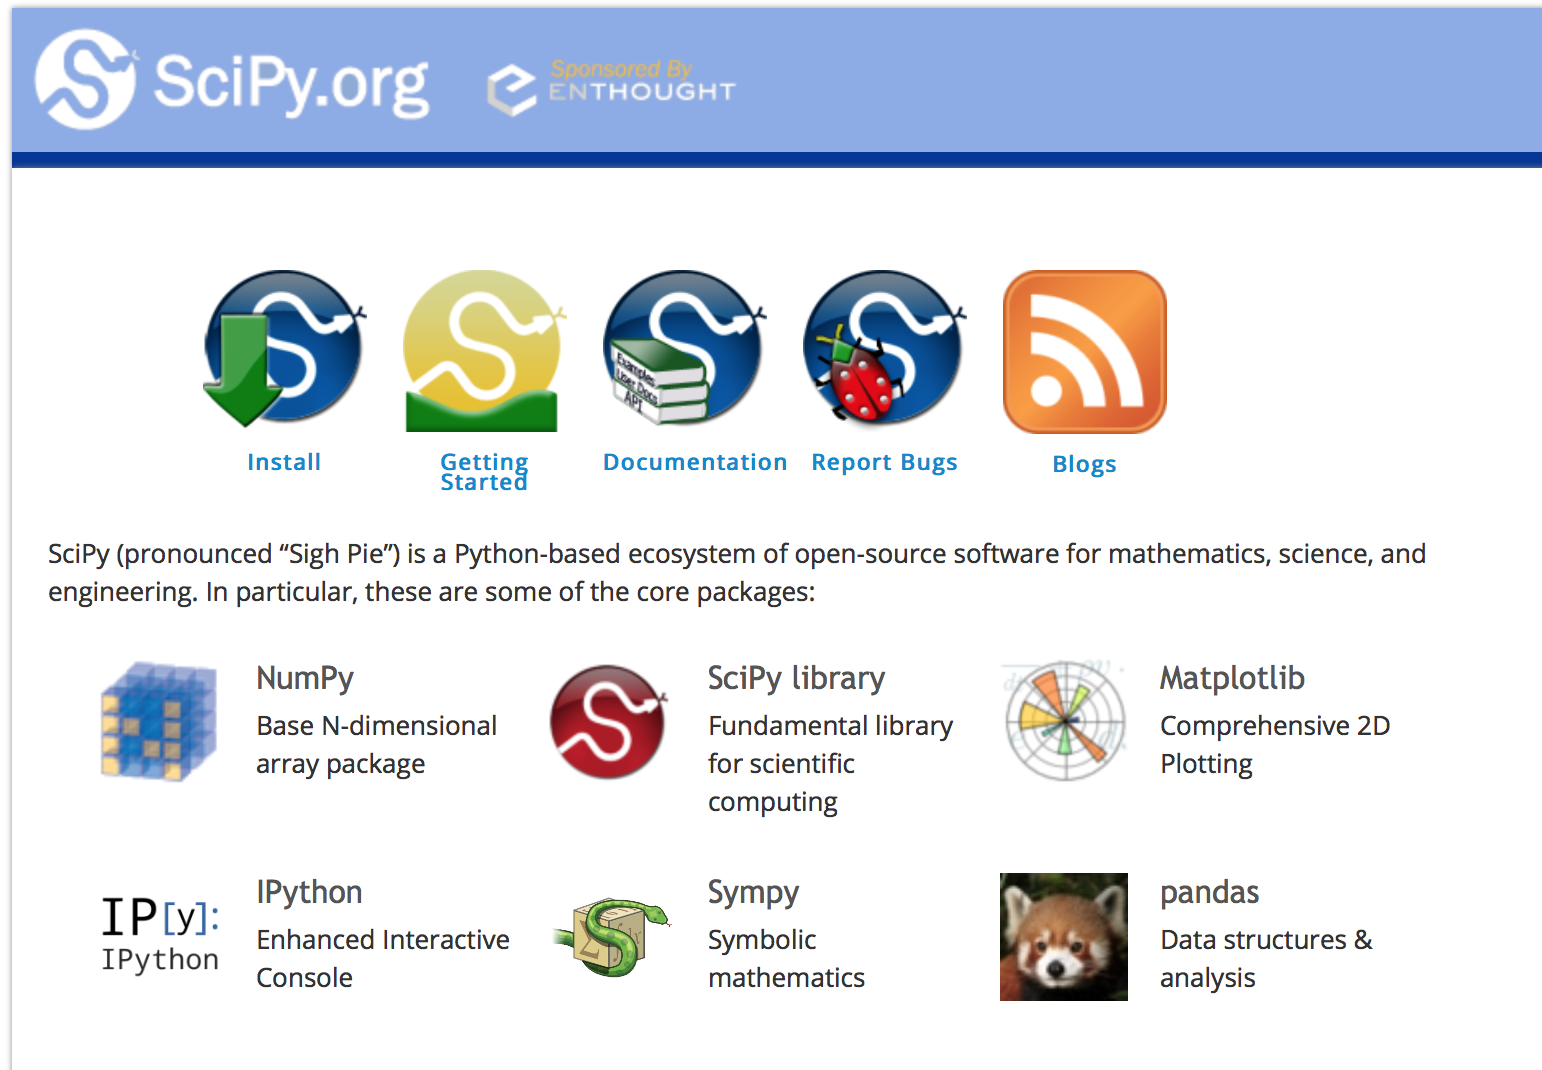 SciPy.org
Sponsored By
ENTHOUGHT
Examples
User Docs
API
Install
Getting
Started
Documentation
Report Bugs
Blogs
SciPy (pronounced “Sigh Pie”) is a Python-based ecosystem of open-source software for mathematics, science, and
engineering. In particular, these are some of the core packages:
NumPy
Base N-dimensional
array package
SciPy library
Fundamental library
for scientific
computing
Matplotlib
Comprehensive 2D
Plotting
IP[y]:
IPython
IPython
Enhanced Interactive
Console
Sympy
Symbolic
mathematics
pandas
Data structures &
analysis